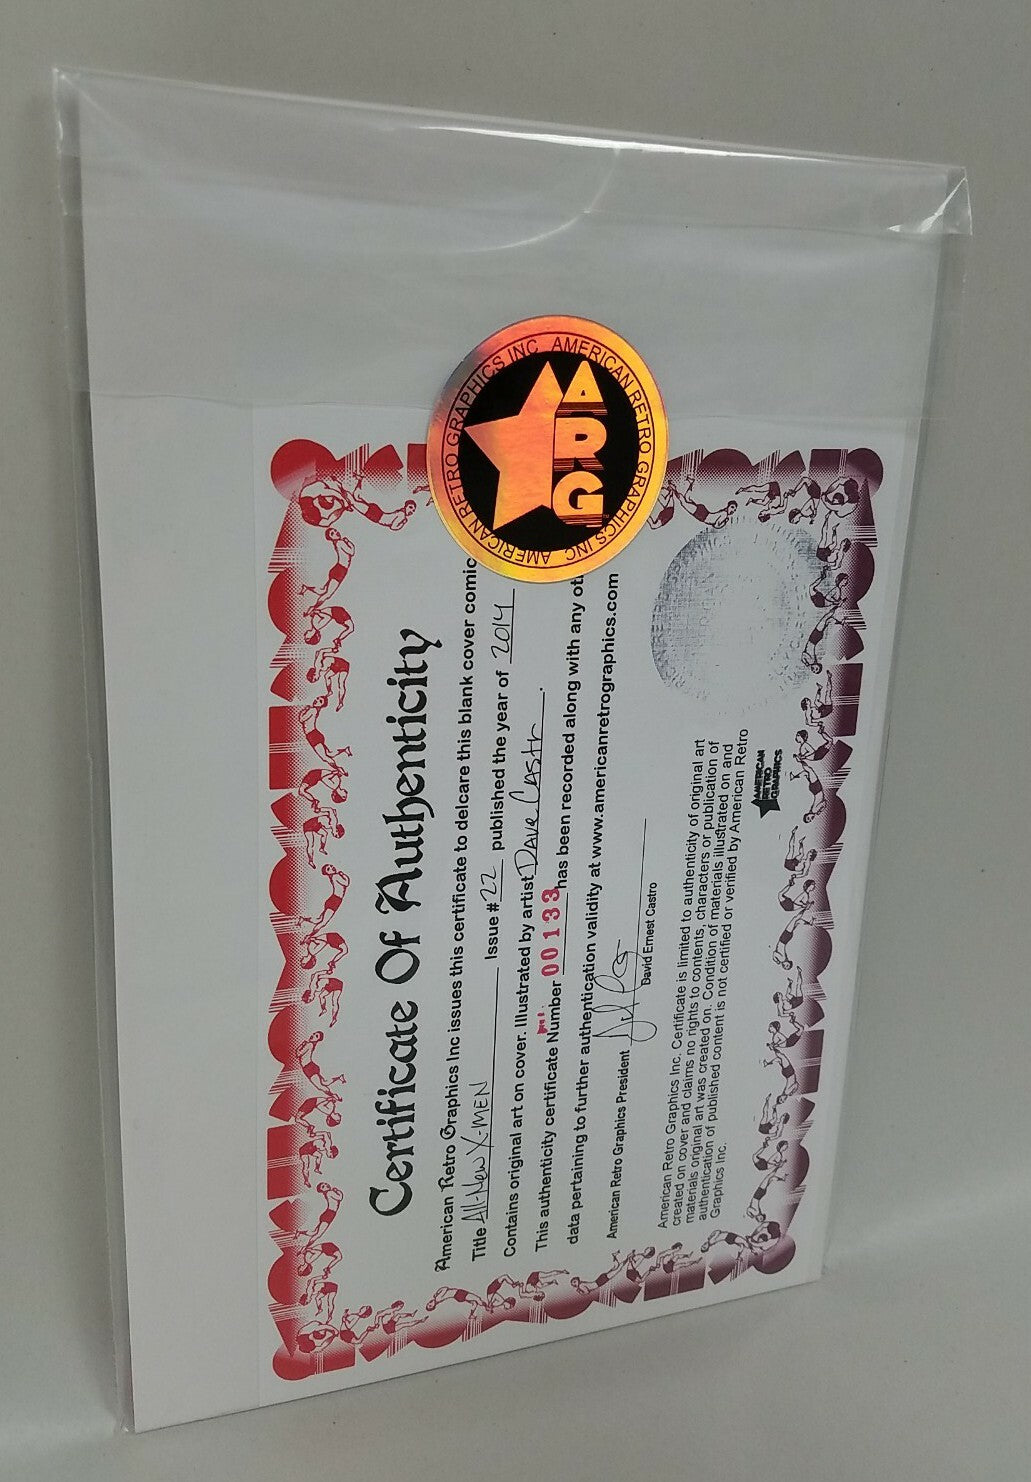 AMERICAN RETRO GRAPHICS INC AMERICAN RETRO GRAPHICS INC
ARG
Certificate Of Authenticity
American Retro Graphics Inc issues this certificate to delcare this blank cover comic
Title All-New X-MEN Issue # 22 published the year of 2014
Contains original art on cover. Illustrated by artist Dave Castr .
This authenticity certificate Number 00133 has been recorded along with any ot
data pertaining to further authentication validity at www.americanretrographics.com
American Retro Graphics President
David Ernest Castro
American Retro Graphics Inc. Certificate is limited to authenticity of original art
created on cover and claims no rights to contents, characters or publication of
materials original art was created on. Condition of materials illustrated on and
authentication of published content is not certified or verified by American Retro
Graphics Inc.
AMERICAN
RETRO
GRAPHICS